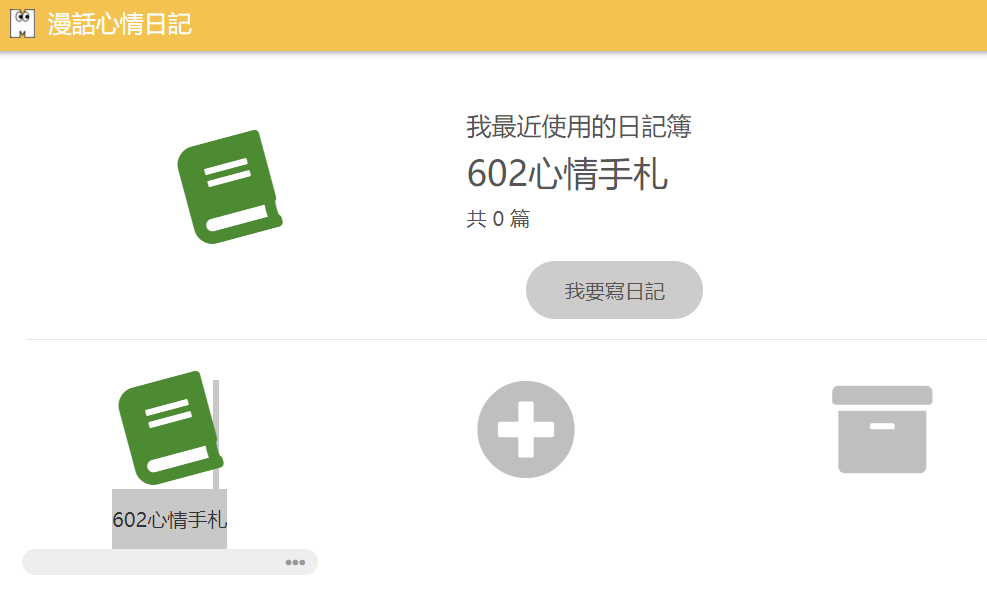 漫話心情日記
我最近使用的日記簿
602心情手札
共 0 篇
我要寫日記
602心情手札